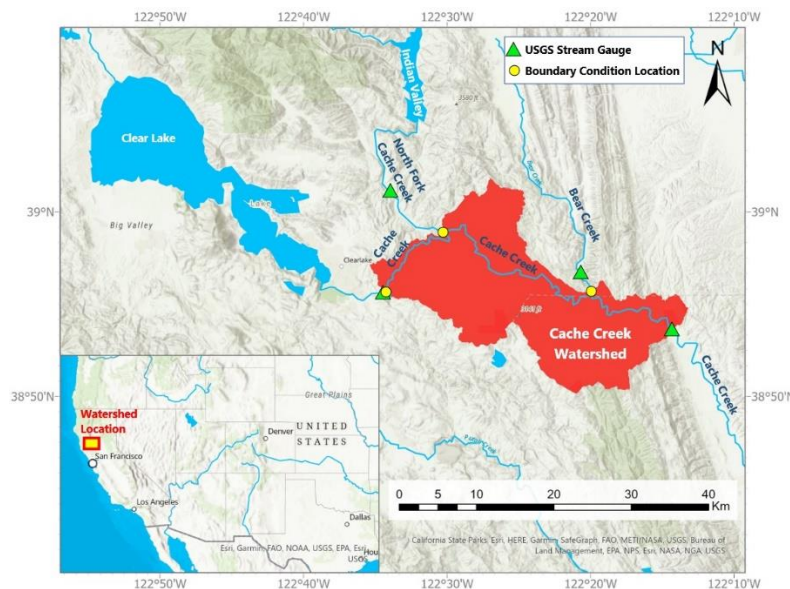 122°50'W
122°40'W
122°30'W
122°20'W
122°10'W
USGS Stream Gauge
Boundary Condition Location
N
Indian Valley
3580 ft
Clear Lake
North Fork
Cache Creek
Bear Creek
Bear Creek
39°N
39°N
Lake
Big Valley
Clearlake
Cache
Creek
Cache Creek
Cache Creek
Watershed
Cache Creek
38°50'N
38°50'N
Watershed
Location
Great Plains
UNITED
STATES
Denver
San Francisco
Los Angeles
Dallas
Hou
0 5 10 20 30 40
Km
Esri, Garmin, FAO, NOAA, USGS, EPA, Esri,
USGS
California State Parks, Esri, HERE, Garmin, SafeGraph, FAO, METI/NASA, USGS, Bureau of
Land Management, EPA, NPS, Esri, NASA, NGA, USGS
122°50'W
122°40'W
122°30'W
122°20'W
122°10'W